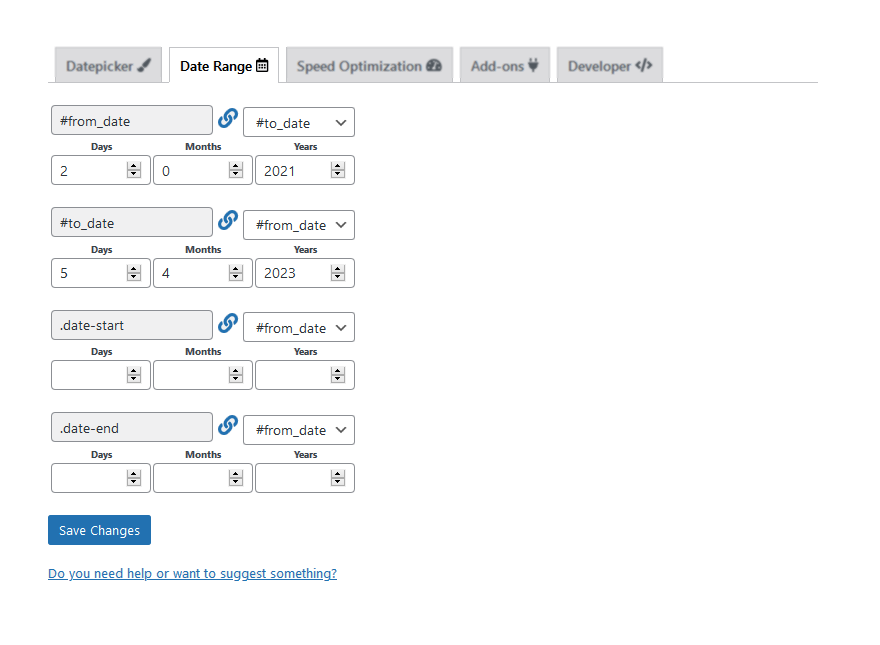 Datepicker Date Range Speed Optimization Add-ons Developer
#from_date #to_date
Days Months Years
2 0 2021
#to_date #from_date
Days Months Years
5 4 2023
.date-start #from_date
Days Months Years
.date-end #from_date
Days Months Years
Save Changes
Do you need help or want to suggest something?